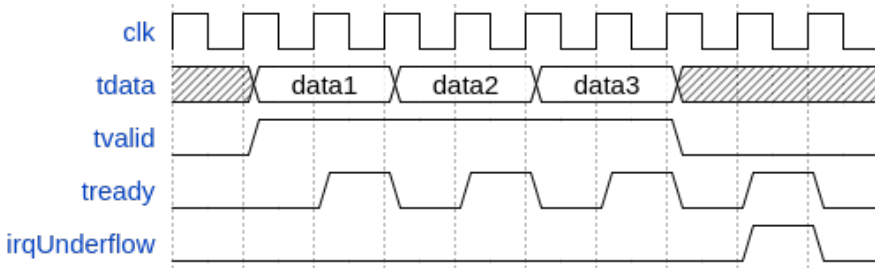 clk
tdata data1 data2 data3
tvalid
tready
irqUnderflow